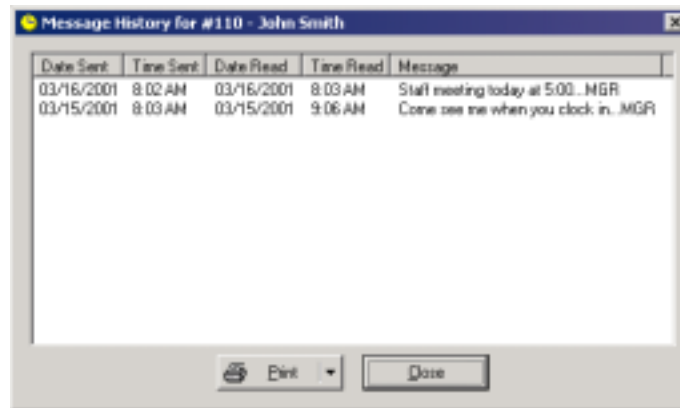 Message History for #110 - John Smith
Date Sent Time Sent Date Read Time Read Message
03/16/2001 8:02 AM 03/16/2001 8:03 AM Staff meeting today at 5:00...MGR
03/15/2001 8:03 AM 03/15/2001 9:06 AM Come see me when you clock in...MGR
Print Close